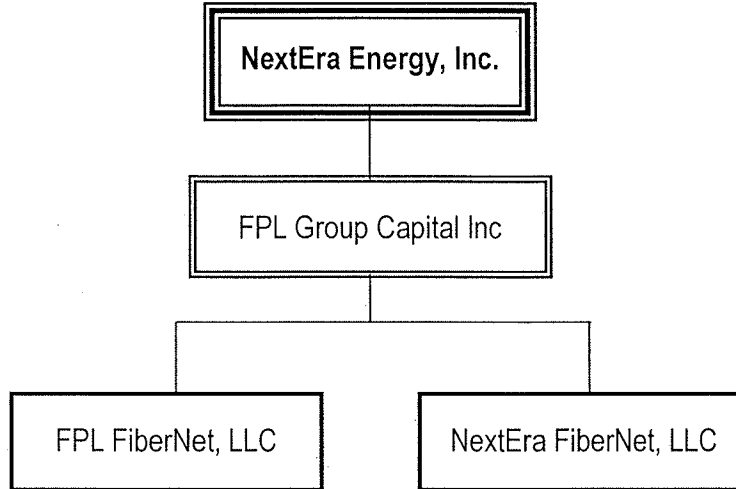 NextEra Energy, Inc.
FPL Group Capital Inc
FPL FiberNet, LLC
NextEra FiberNet, LLC